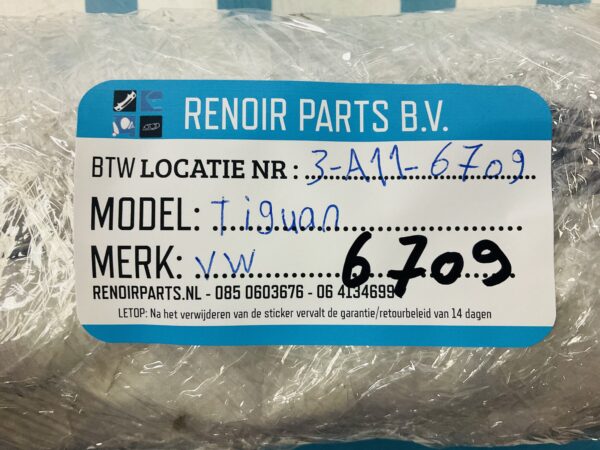 RENOIR PARTS B.V.
BTW LOCATIE NR : 3-A11-6709
MODEL: Tiguan
MERK: VW 6709
RENOIRPARTS.NL - 085 0603676 - 06 4134699
LETOP: Na het verwijderen van de sticker vervalt de garantie/retourbeleid van 14 dagen